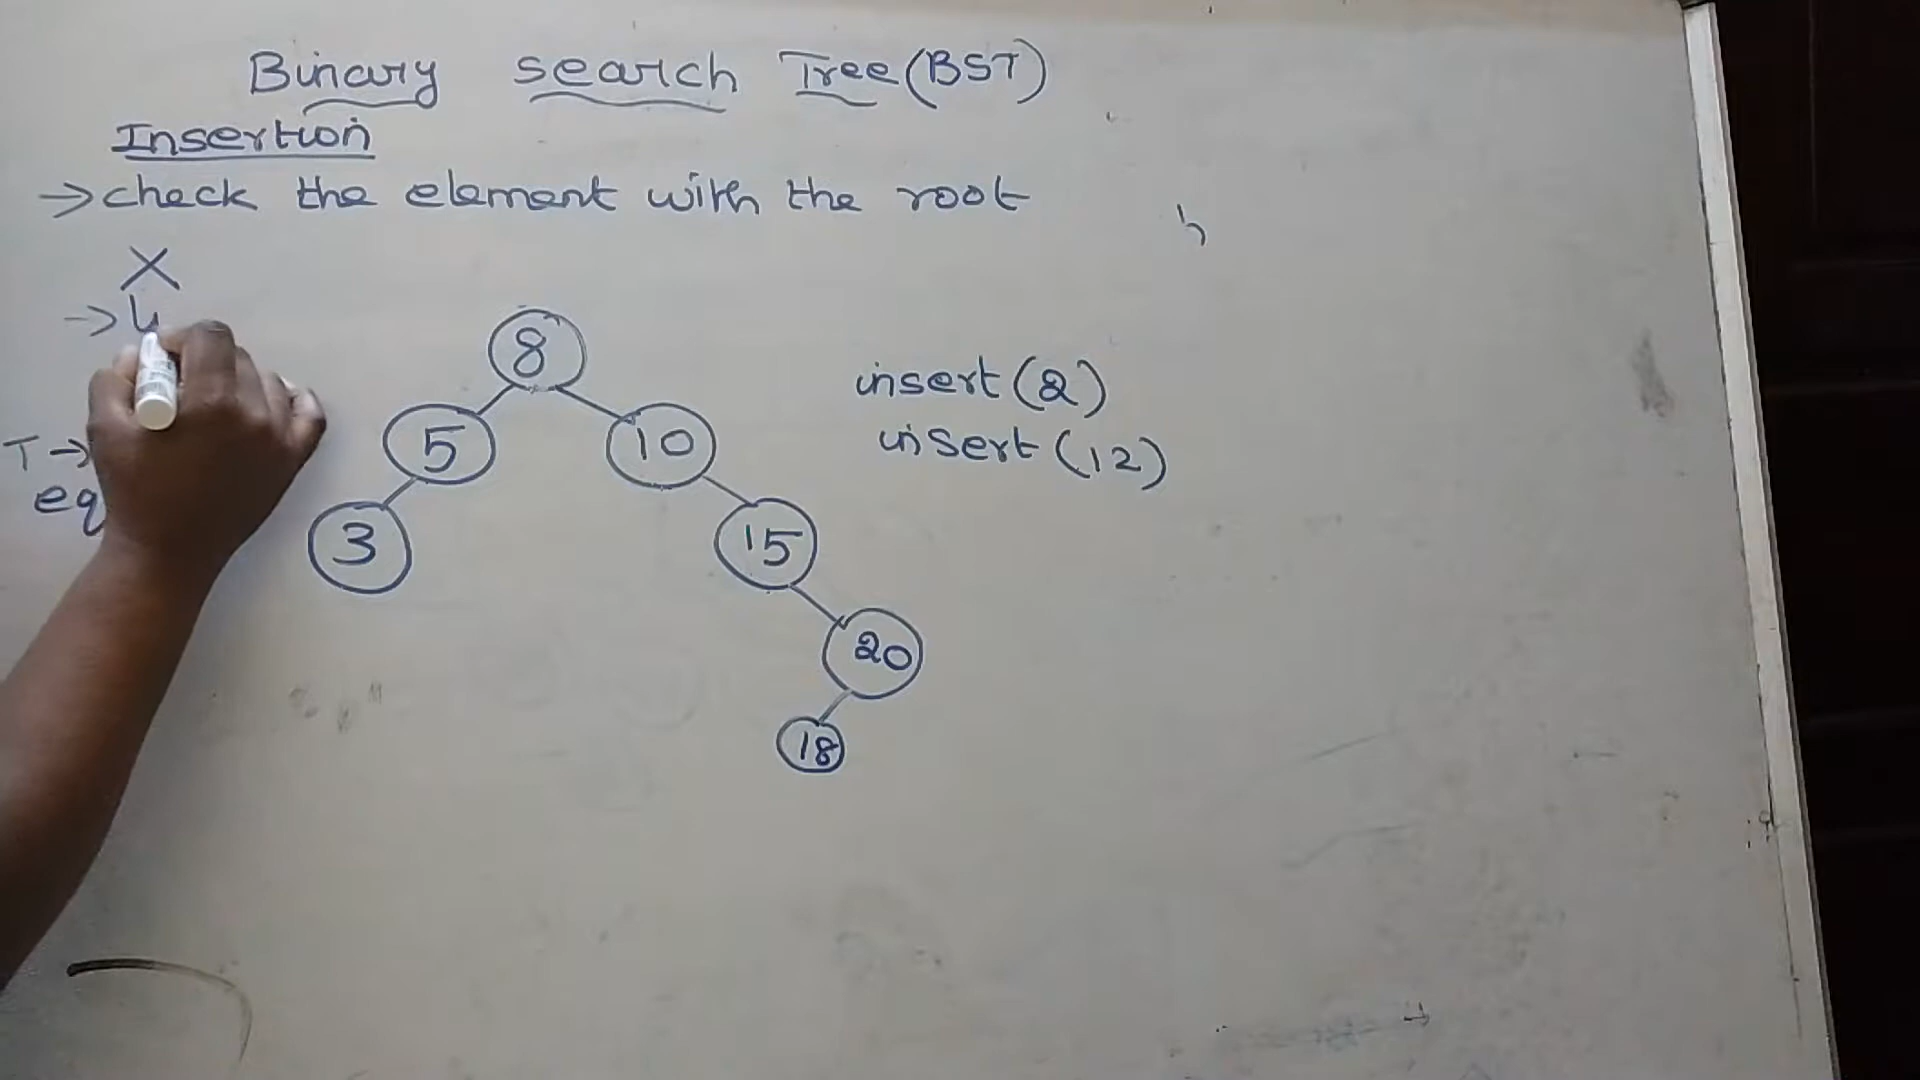 Binary search Tree (BST)
Insertion
→ check the element with the root
X
→
8
insert (2)
5
10
insert (12)
T →
eq
3
15
20
18